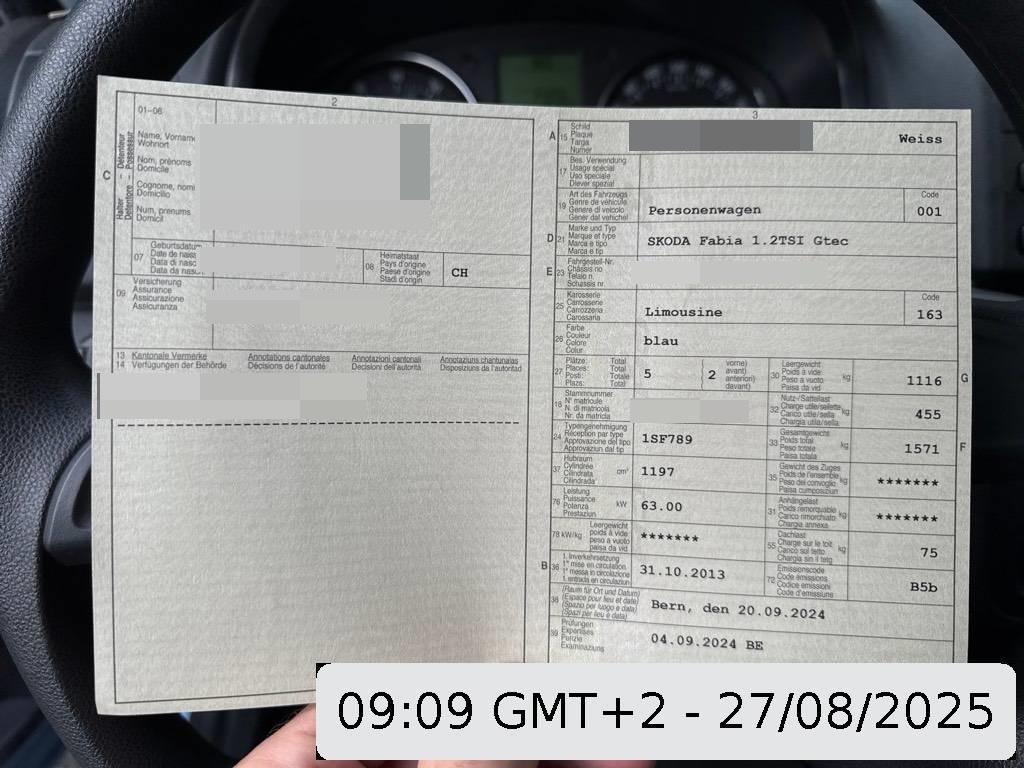 2
01–06
C
Halter – Détenteur
Detentore – Possessur
Name, Vorname
Wohnort
Nom, prénoms
Domicile
Cognome, nomi
Domicilio
Num, prenums
Domicil
07
Geburtsdatum
Date de naiss
Data di nasc
Data da nasc
08
Heimatstaat
Pays d'origine
Paese d'origine
Stadi d'origin
CH
09
Versicherung
Assurance
Assicurazione
Assicuranza
13 Kantonale Vermerke Annotations cantonales Annotazioni cantonali Annotaziuns chantunalas
14 Verfügungen der Behörde Décisions de l'autorité Decisioni dell'autorità Disposiziuns da l'autoritad
3
A 15
Schild
Plaque
Targa
Numer
Weiss
17
Bes. Verwendung
Usage spécial
Uso speciale
Diever spezial
19
Art des Fahrzeugs
Genre de véhicule
Genere di veicolo
Gener dal vehichel
Personenwagen
Code
001
D 21
Marke und Typ
Marque et type
Marca e tipo
Marca e tip
SKODA Fabia 1.2TSI Gtec
E 23
Fahrgestell-Nr.
Châssis no
Telaio n.
Schassis nr.
25
Karosserie
Carrosserie
Carrozzeria
Carossaria
Limousine
Code
163
26
Farbe
Couleur
Colore
Colur
blau
27
Plätze: Total
Places: Total
Posti: Totale
Plazs: Total
5
( 2
vorne)
avant)
anteriori)
davant)
30
Leergewicht
Poids à vide
Peso a vuoto
Paisa da vid
kg
1116
G
18
Stammnummer
N° matricule
N. di matricola
Nr. da matricla
32
Nutz-/Sattellast
Charge utile/sellette
Carico utile/sella
Chargia utila/sella
kg
455
24
Typengenehmigung
Réception par type
Approvazione del tipo
Approvaziun dal tip
1SF789
33
Gesamtgewicht
Poids total
Peso totale
Paisa totala
kg
1571
F
37
Hubraum
Cylindrée
Cilindrata
Cilindrada
cm³
1197
35
Gewicht des Zuges
Poids de l'ensemble
Peso del convoglio
Paisa cumposiziun
kg
*******
76
Leistung
Puissance
Potenza
Prestaziun
kW
63.00
31
Anhängelast
Poids remorquable
Carico rimorchiato
Chargia annexa
kg
*******
78 kW/kg
Leergewicht
poids à vide
peso a vuoto
paisa da vid
*******
55
Dachlast
Charge sur le toit
Carico sul tetto
Chargia sin il tetg
kg
75
B 36
1. Inverkehrsetzung
1re mise en circulation
1a messa in circolazione
1. entrada en circulaziun
31.10.2013
72
Emissionscode
Code émissions
Codice emissioni
Code d'emissiuns
B5b
38
(Raum für Ort und Datum)
(Espace pour lieu et date)
(Spazio per luogo e data)
(Spazi per lieu e data)
Bern, den 20.09.2024
39
Prüfungen
Expertises
Perizie
Examinaziuns
04.09.2024 BE
09:09 GMT+2 - 27/08/2025